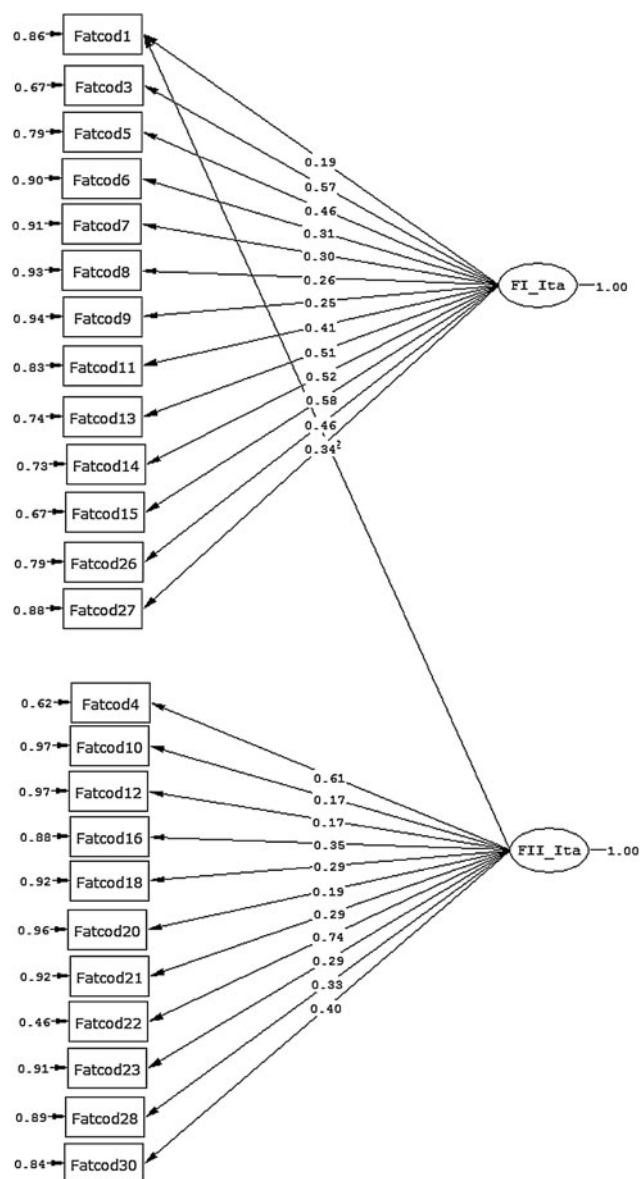 0.86 Fatcod1
0.67 Fatcod3
0.79 Fatcod5
0.90 Fatcod6
0.91 Fatcod7
0.93 Fatcod8
0.94 Fatcod9
0.83 Fatcod11
0.74 Fatcod13
0.73 Fatcod14
0.67 Fatcod15
0.79 Fatcod26
0.88 Fatcod27
0.19
0.57
0.46
0.31
0.30
0.26
0.25
0.41
0.51
0.52
0.58
0.46
0.34
FI_Ita 1.00
0.62 Fatcod4
0.97 Fatcod10
0.97 Fatcod12
0.88 Fatcod16
0.92 Fatcod18
0.96 Fatcod20
0.92 Fatcod21
0.46 Fatcod22
0.91 Fatcod23
0.89 Fatcod28
0.84 Fatcod30
0.61
0.17
0.17
0.35
0.29
0.19
0.29
0.74
0.29
0.33
0.40
FII_Ita 1.00